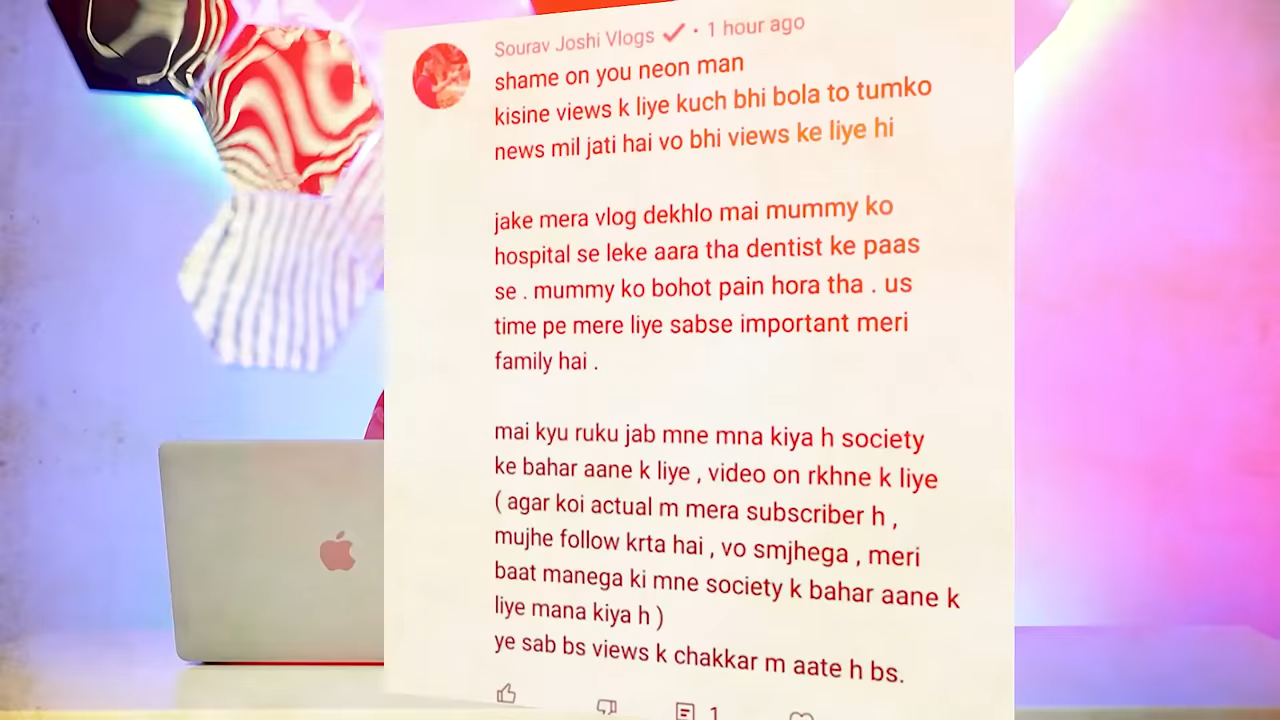 Sourav Joshi Vlogs ✓ · 1 hour ago
shame on you neon man
kisine views k liye kuch bhi bola to tumko
news mil jati hai vo bhi views ke liye hi
jake mera vlog dekhlo mai mummy ko
hospital se leke aara tha dentist ke paas
se . mummy ko bohot pain hora tha . us
time pe mere liye sabse important meri
family hai .
mai kyu ruku jab mne mna kiya h society
ke bahar aane k liye , video on rkhne k liye
( agar koi actual m mera subscriber h ,
mujhe follow krta hai , vo smjhega , meri
baat manega ki mne society k bahar aane k
liye mana kiya h )
ye sab bs views k chakkar m aate h bs.
1